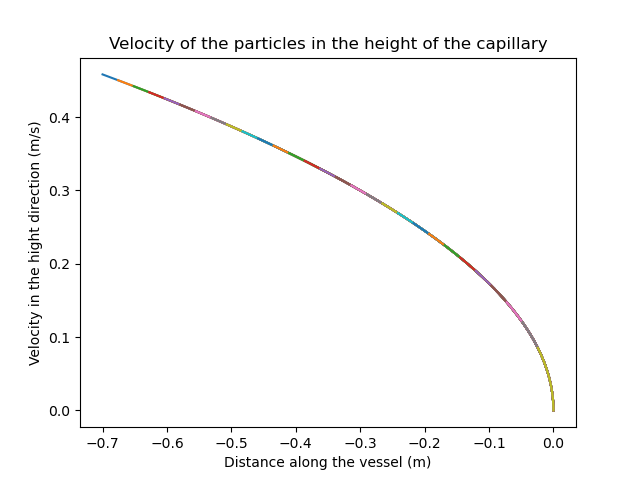 Velocity of the particles in the height of the capillary
Velocity in the hight direction (m/s)
0.4
0.3
0.2
0.1
0.0
−0.7 −0.6 −0.5 −0.4 −0.3 −0.2 −0.1 0.0
Distance along the vessel (m)